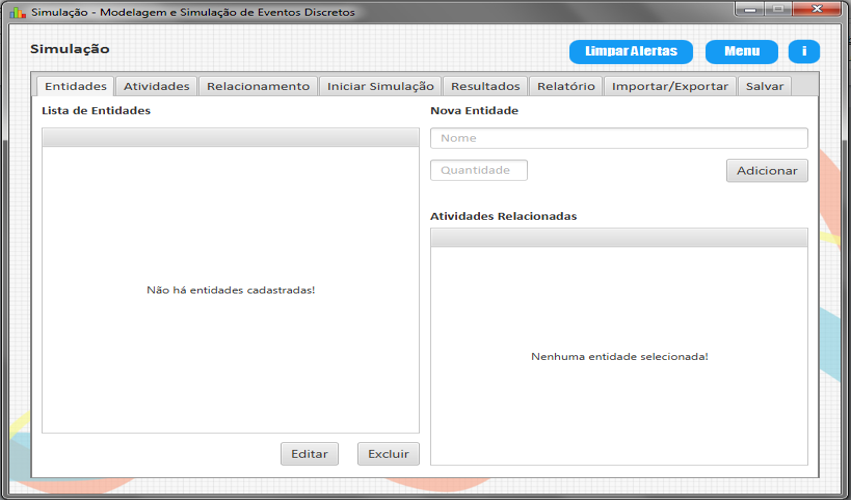 Simulação - Modelagem e Simulação de Eventos Discretos
Simulação
Limpar Alertas
Menu
i
Entidades Atividades Relacionamento Iniciar Simulação Resultados Relatório Importar/Exportar Salvar
Lista de Entidades
Não há entidades cadastradas!
Editar Excluir
Nova Entidade
Nome
Quantidade
Adicionar
Atividades Relacionadas
Nenhuma entidade selecionada!